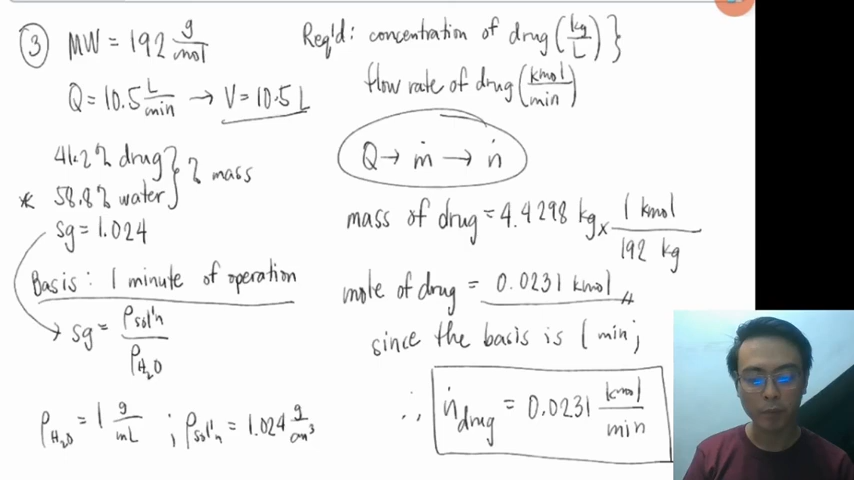 ③ MW = 192 g/mol
Q = 10.5 L/min → V = 10.5 L
41.2% drug } % mass
* 58.8% water
sg = 1.024
Basis: 1 minute of operation
→ sg = ρsol'n / ρH₂O
ρH₂O = 1 g/mL ; ρsol'n = 1.024 g/cm³
Req'd: concentration of drug (kg/L) }
flow rate of drug (kmol/min)
Q → ṁ → ṅ
mass of drug = 4.4298 kg x 1 kmol / 192 kg
mole of drug = 0.0231 kmol
since the basis is 1 min;
∴ ṅdrug = 0.0231 kmol/min